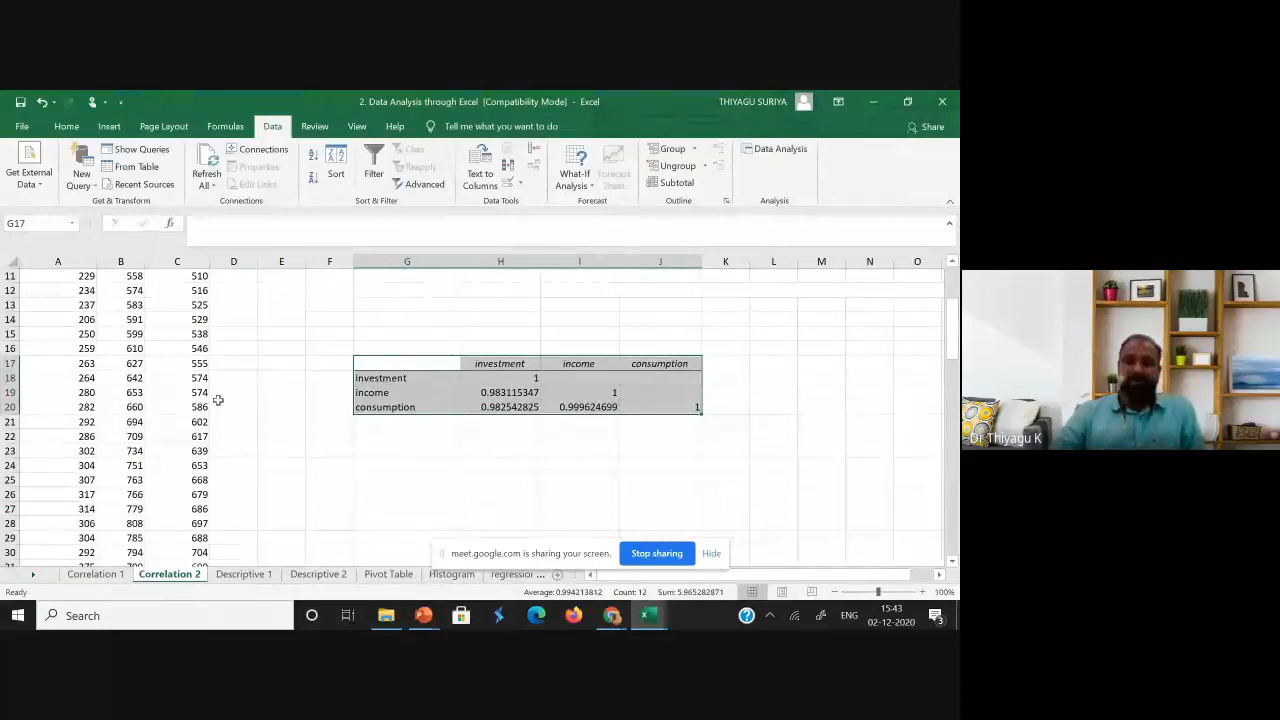 2. Data Analysis through Excel [Compatibility Mode] - Excel
THIYAGU SURIYA
File Home Insert Page Layout Formulas Data Review View Help Tell me what you want to do Share
Get External Data
New Query
Show Queries
From Table
Recent Sources
Get & Transform
Refresh All
Connections
Properties
Edit Links
Connections
Sort
Filter
Clear
Reapply
Advanced
Sort & Filter
Text to Columns
Data Tools
What-If Analysis
Forecast Sheet
Forecast
Group
Ungroup
Subtotal
Outline
Data Analysis
Analysis
G17
fx
A B C D E F G H I J K L M N O
11 229 558 510
12 234 574 516
13 237 583 525
14 206 591 529
15 250 599 538
16 259 610 546
17 263 627 555 investment income consumption
18 264 642 574 investment 1
19 280 653 574 income 0.983115347 1
20 282 660 586 consumption 0.982542825 0.999624699 1
21 292 694 602
22 286 709 617
23 302 734 639
24 304 751 653
25 307 763 668
26 317 766 679
27 314 779 686
28 306 808 697
29 304 785 688
30 292 794 704
meet.google.com is sharing your screen. Stop sharing Hide
Correlation 1 Correlation 2 Descriptive 1 Descriptive 2 Pivot Table Histogram regression ...
Ready Average: 0.994213812 Count: 12 Sum: 5.965282871 100%
Search
ENG
15:43
02-12-2020
3
Dr Thiyagu K